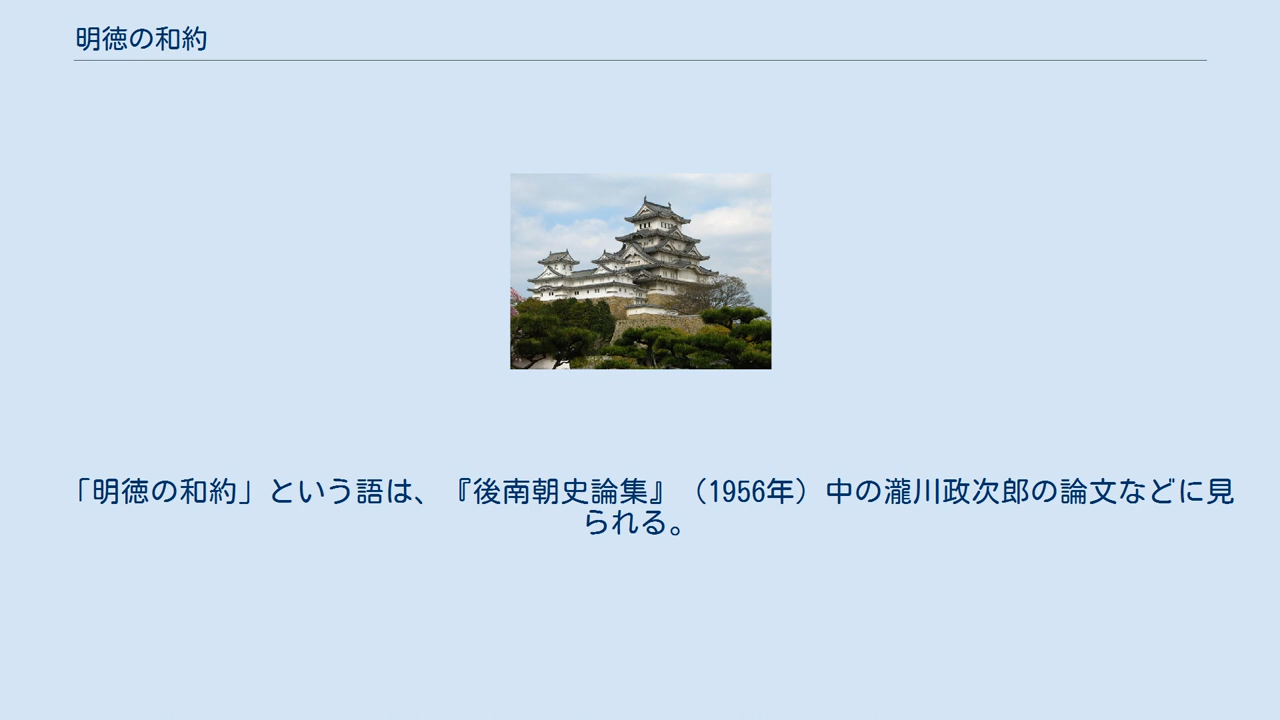 明徳の和約
「明徳の和約」という語は、『後南朝史論集』（1956年）中の瀧川政次郎の論文などに見
られる。